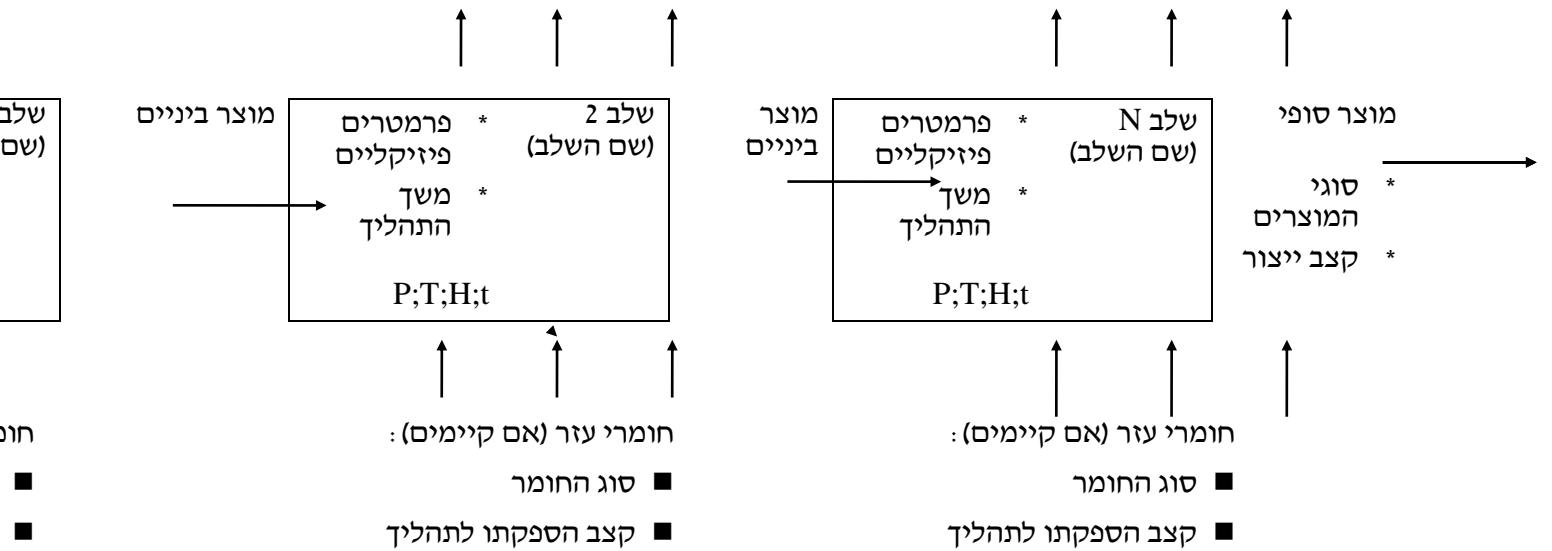 שלב
(שם
חומ
מוצר ביניים
שלב 2
(שם השלב)
* פרמטרים
פיזיקליים
* משך
התהליך
P;T;H;t
חומרי עזר (אם קיימים):
■ סוג החומר
■ קצב הספקתו לתהליך
מוצר
ביניים
שלב N
(שם השלב)
* פרמטרים
פיזיקליים
* משך
התהליך
P;T;H;t
חומרי עזר (אם קיימים):
■ סוג החומר
■ קצב הספקתו לתהליך
מוצר סופי
* סוגי
המוצרים
* קצב ייצור